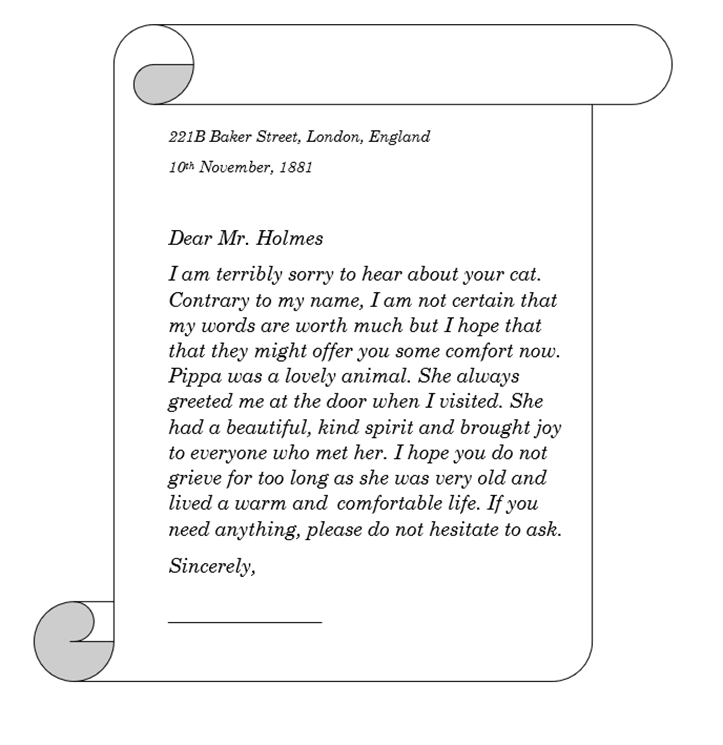 221B Baker Street, London, England
10th November, 1881
Dear Mr. Holmes
I am terribly sorry to hear about your cat.
Contrary to my name, I am not certain that
my words are worth much but I hope that
that they might offer you some comfort now.
Pippa was a lovely animal. She always
greeted me at the door when I visited. She
had a beautiful, kind spirit and brought joy
to everyone who met her. I hope you do not
grieve for too long as she was very old and
lived a warm and comfortable life. If you
need anything, please do not hesitate to ask.
Sincerely,